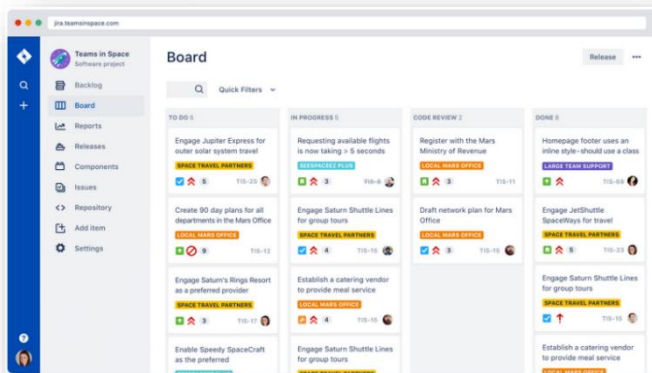 jira.teamsinspace.com
Teams in Space
Software project
Backlog
Board
Reports
Releases
Components
Issues
Repository
Add item
Settings
Board
Release
Quick Filters
TO DO
Engage Jupiter Express for
outer solar system travel
SPACE TRAVEL PARTNERS
5
TIS-25
Create 90 day plans for all
departments in the Mars Office
LOCAL MARS OFFICE
9
TIS-12
Engage Saturn's Rings Resort
as a preferred provider
SPACE TRAVEL PARTNERS
3
TIS-17
Enable Speedy SpaceCraft
as the preferred
IN PROGRESS 5
Requesting available flights
is now taking > 5 seconds
SEESPACEEZ PLUS
3
TIS-8
Engage Saturn Shuttle Lines
for group tours
SPACE TRAVEL PARTNERS
4
TIS-15
Establish a catering vendor
to provide meal service
LOCAL MARS OFFICE
4
TIS-15
Engage Saturn Shuttle Lines
for group tours
SPACE TRAVEL PARTNERS
CODE REVIEW 2
Register with the Mars
Ministry of Revenue
LOCAL MARS OFFICE
3
TIS-11
Draft network plan for Mars
Office
LOCAL MARS OFFICE
3
TIS-15
DONE 8
Homepage footer uses an
inline style-should use a class
LARGE TEAM SUPPORT
TIS-68
Engage JetShuttle
SpaceWays for travel
SPACE TRAVEL PARTNERS
5
TIS-23
Engage Saturn Shuttle Lines
for group tours
SPACE TRAVEL PARTNERS
TIS-15
Establish a catering vendor
to provide meal service
LOCAL MARS OFFICE